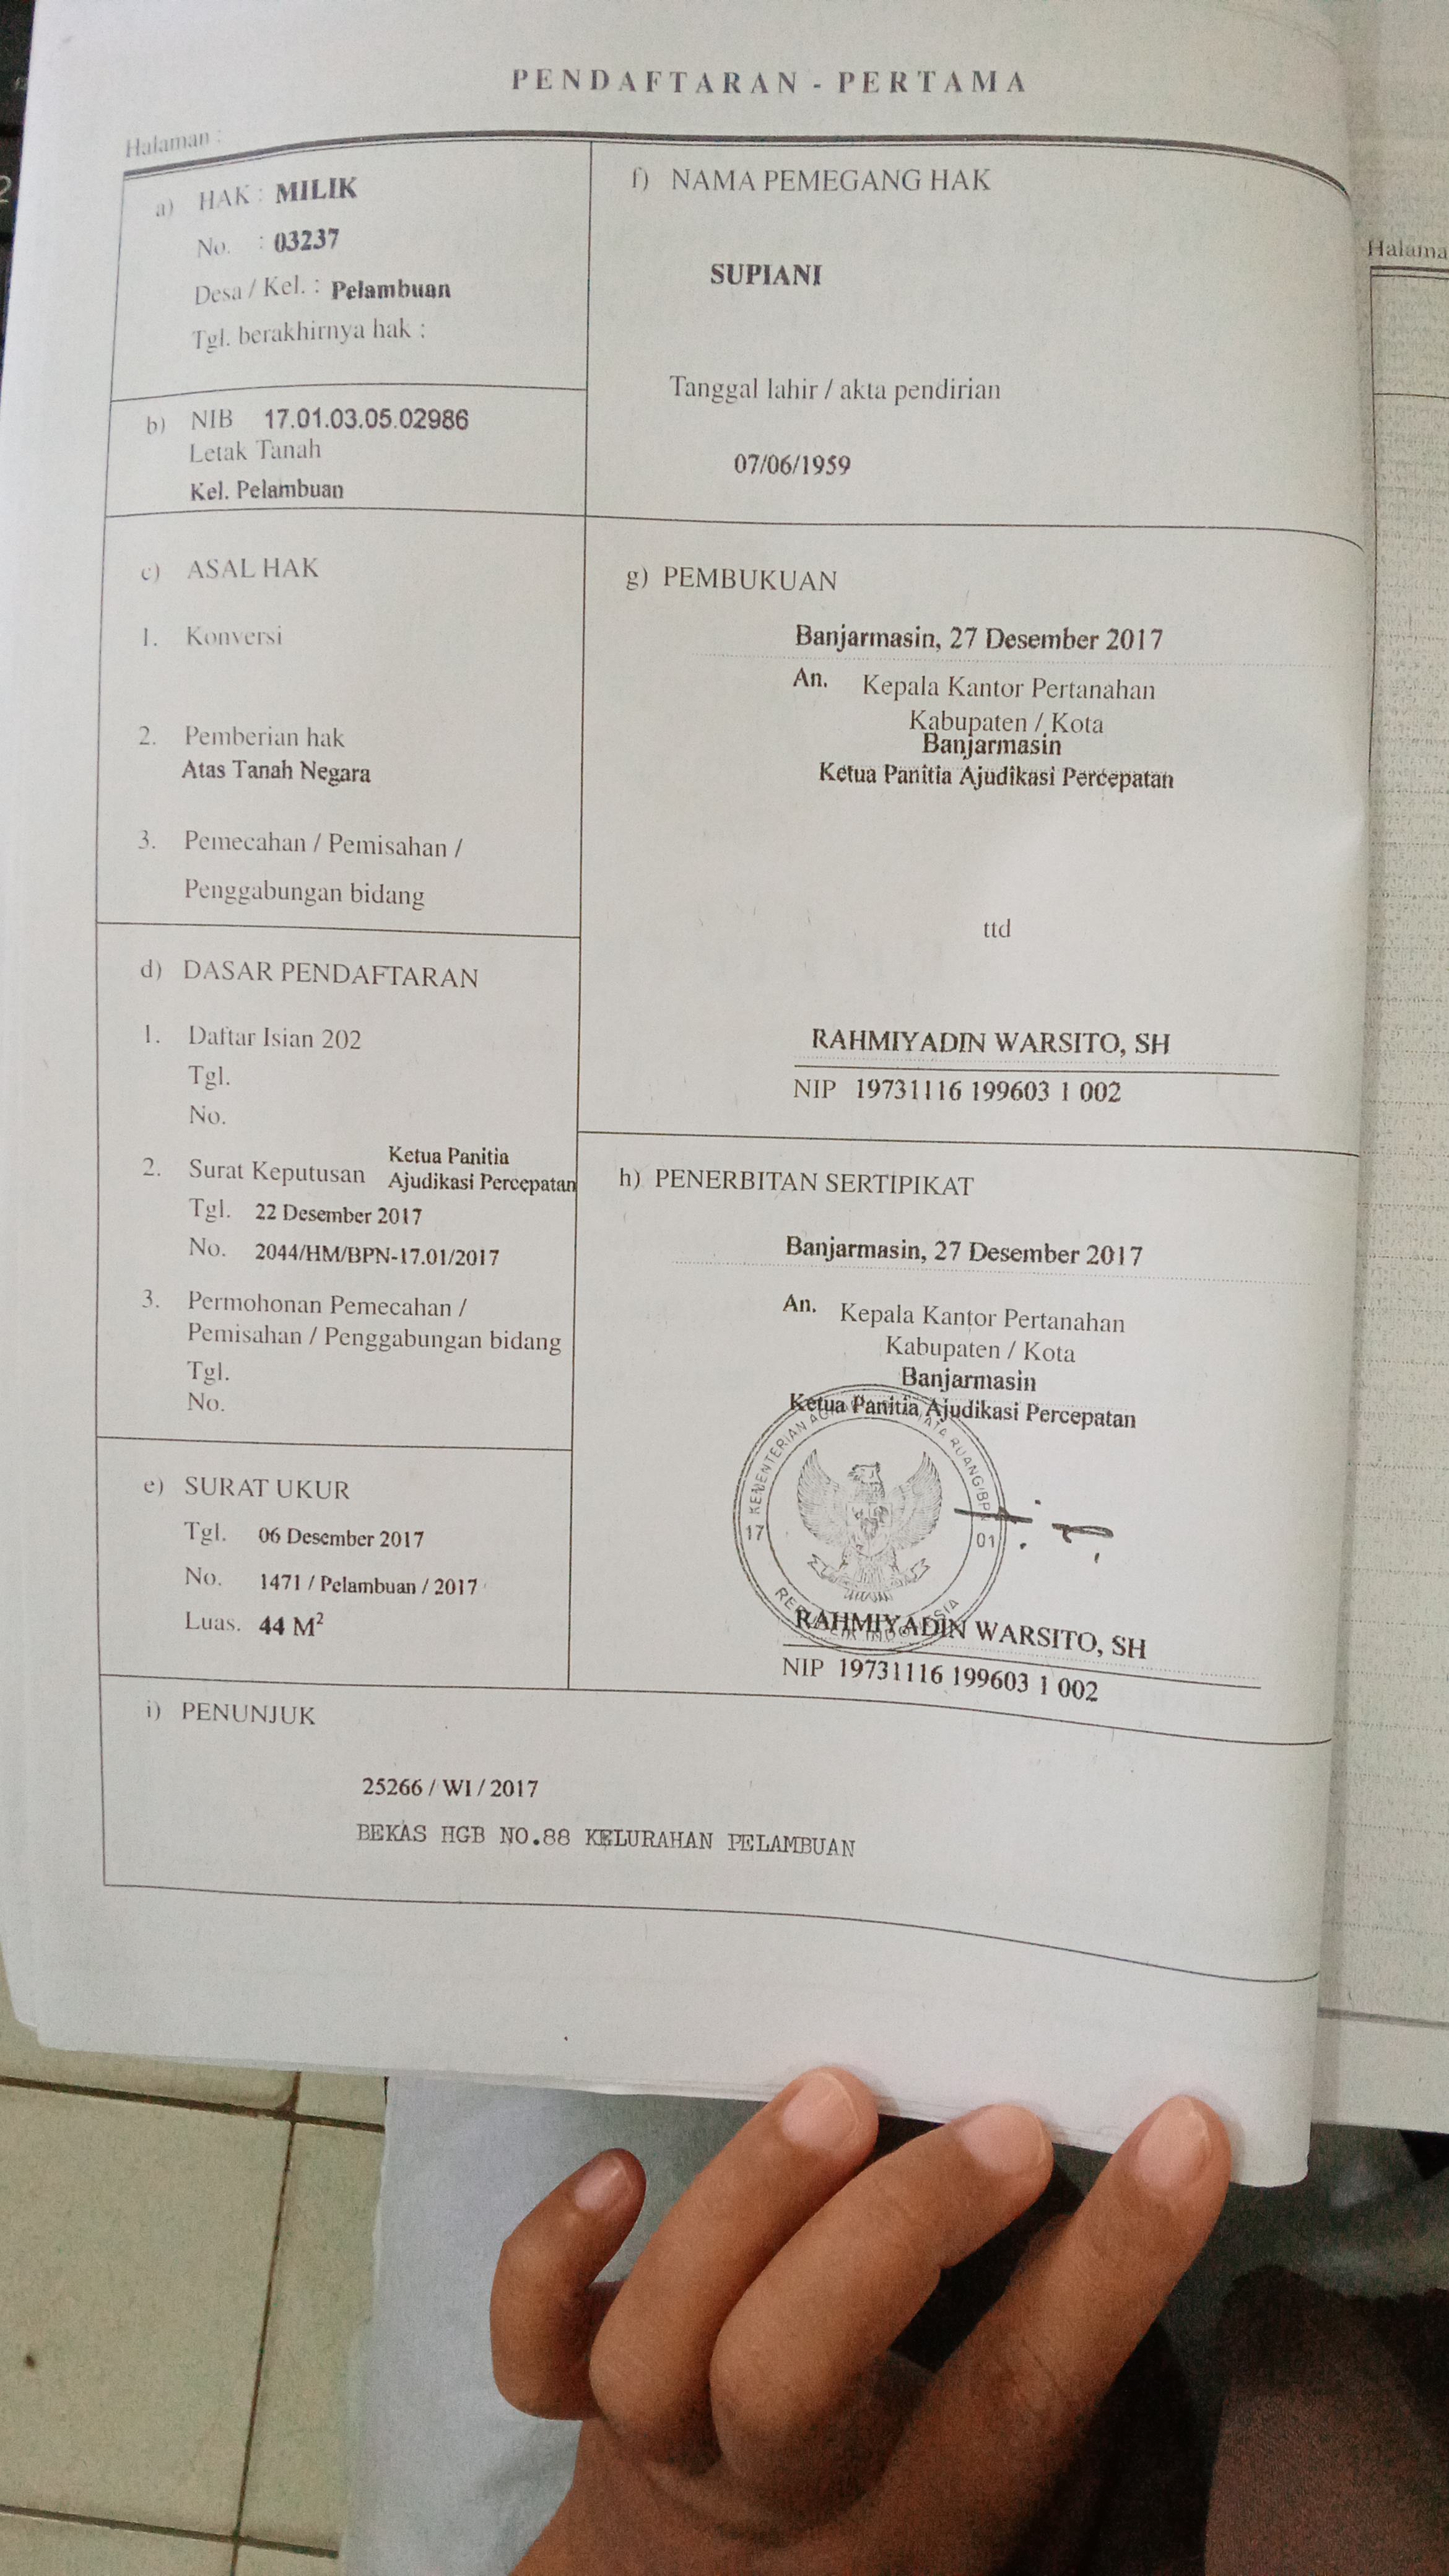 PENDAFTARAN - PERTAMA
Halaman :
a) HAK : MILIK
No. : 03237
Desa / Kel. : Pelambuan
Tgl. berakhirnya hak :
b) NIB 17.01.03.05.02986
Letak Tanah
Kel. Pelambuan
c) ASAL HAK
1. Konversi
2. Pemberian hak
Atas Tanah Negara
3. Pemecahan / Pemisahan /
Penggabungan bidang
d) DASAR PENDAFTARAN
1. Daftar Isian 202
Tgl.
No.
2. Surat Keputusan Ketua Panitia
Ajudikasi Percepatan
Tgl. 22 Desember 2017
No. 2044/HM/BPN-17.01/2017
3. Permohonan Pemecahan /
Pemisahan / Penggabungan bidang
Tgl.
No.
e) SURAT UKUR
Tgl. 06 Desember 2017
No. 1471 / Pelambuan / 2017
Luas. 44 M²
f) NAMA PEMEGANG HAK
SUPIANI
Tanggal lahir / akta pendirian
07/06/1959
g) PEMBUKUAN
Banjarmasin, 27 Desember 2017
An. Kepala Kantor Pertanahan
Kabupaten / Kota
Banjarmasin
Ketua Panitia Ajudikasi Percepatan
ttd
RAHMIYADIN WARSITO, SH
NIP 19731116 199603 1 002
h) PENERBITAN SERTIPIKAT
Banjarmasin, 27 Desember 2017
An. Kepala Kantor Pertanahan
Kabupaten / Kota
Banjarmasin
Ketua Panitia Ajudikasi Percepatan
KEMENTERIAN TATA RUANG/BPN
17 01
REPUBLIK INDONESIA
RAHMIYADIN WARSITO, SH
NIP 19731116 199603 1 002
i) PENUNJUK
25266 / WI / 2017
BEKAS HGB NO.88 KELURAHAN PELAMBUAN
Halama